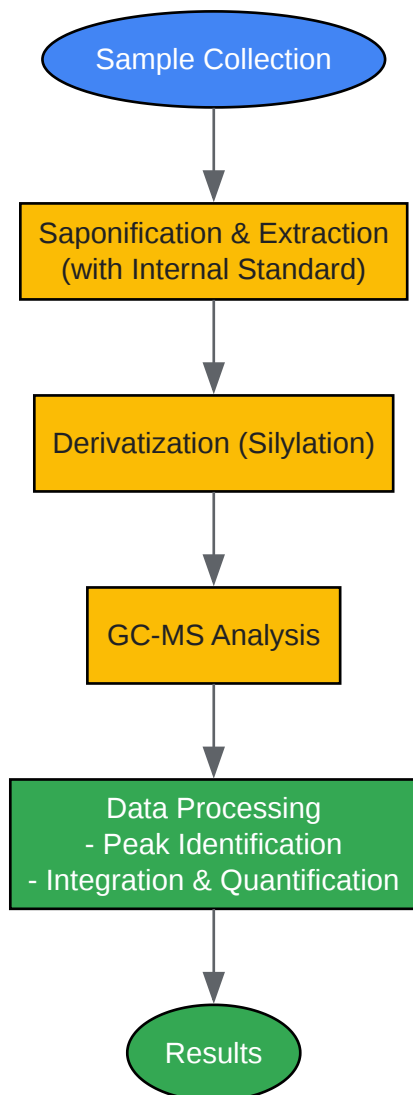 Sample Collection
Saponification & Extraction
(with Internal Standard)
Derivatization (Silylation)
GC-MS Analysis
Data Processing
- Peak Identification
- Integration & Quantification
Results